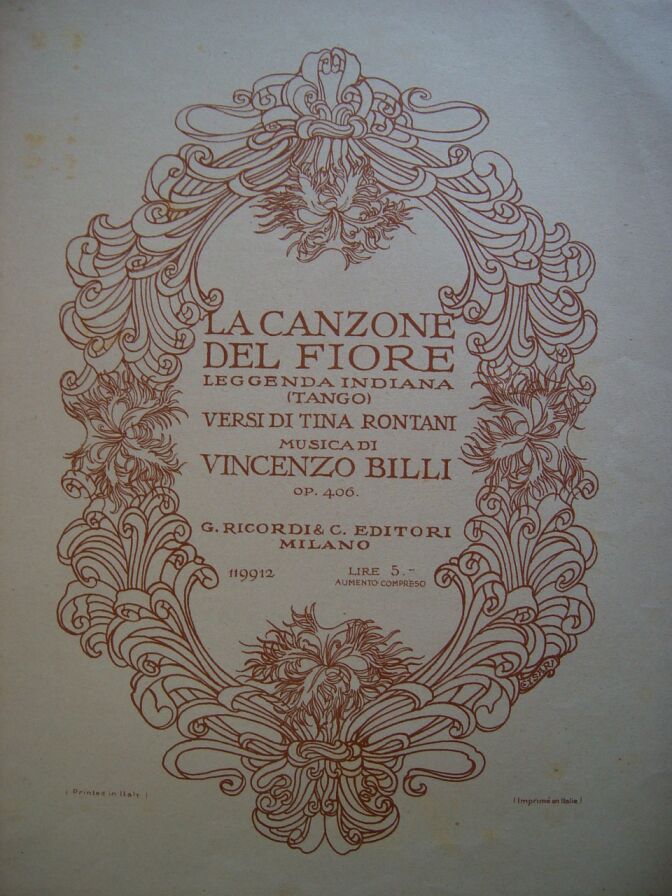 LA CANZONE
DEL FIORE
LEGGENDA INDIANA
(TANGO)
VERSI DI TINA RONTANI
MUSICA DI
VINCENZO BILLI
OP. 406.
G. RICORDI & C. EDITORI
MILANO
119912 LIRE 5.-
AUMENTO COMPRESO
( Printed in Italy )
(Imprimé en Italie)